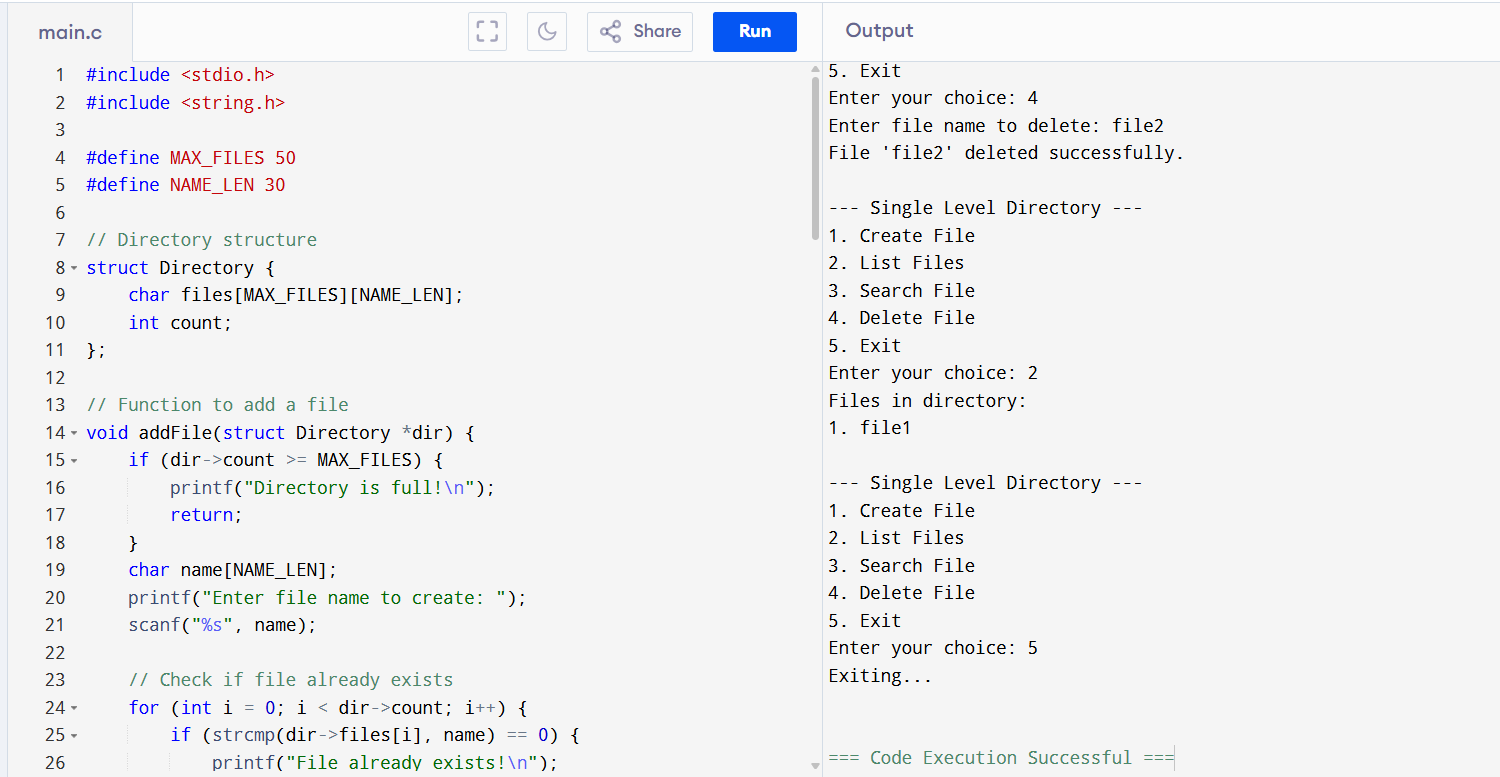 main.c
Share
Run
Output
1 #include <stdio.h>
2 #include <string.h>
3
4 #define MAX_FILES 50
5 #define NAME_LEN 30
6
7 // Directory structure
8 struct Directory {
9     char files[MAX_FILES][NAME_LEN];
10     int count;
11 };
12
13 // Function to add a file
14 void addFile(struct Directory *dir) {
15     if (dir->count >= MAX_FILES) {
16         printf("Directory is full!\n");
17         return;
18     }
19     char name[NAME_LEN];
20     printf("Enter file name to create: ");
21     scanf("%s", name);
22
23     // Check if file already exists
24     for (int i = 0; i < dir->count; i++) {
25         if (strcmp(dir->files[i], name) == 0) {
26             printf("File already exists!\n");
5. Exit
Enter your choice: 4
Enter file name to delete: file2
File 'file2' deleted successfully.

--- Single Level Directory ---
1. Create File
2. List Files
3. Search File
4. Delete File
5. Exit
Enter your choice: 2
Files in directory:
1. file1

--- Single Level Directory ---
1. Create File
2. List Files
3. Search File
4. Delete File
5. Exit
Enter your choice: 5
Exiting...

=== Code Execution Successful ===